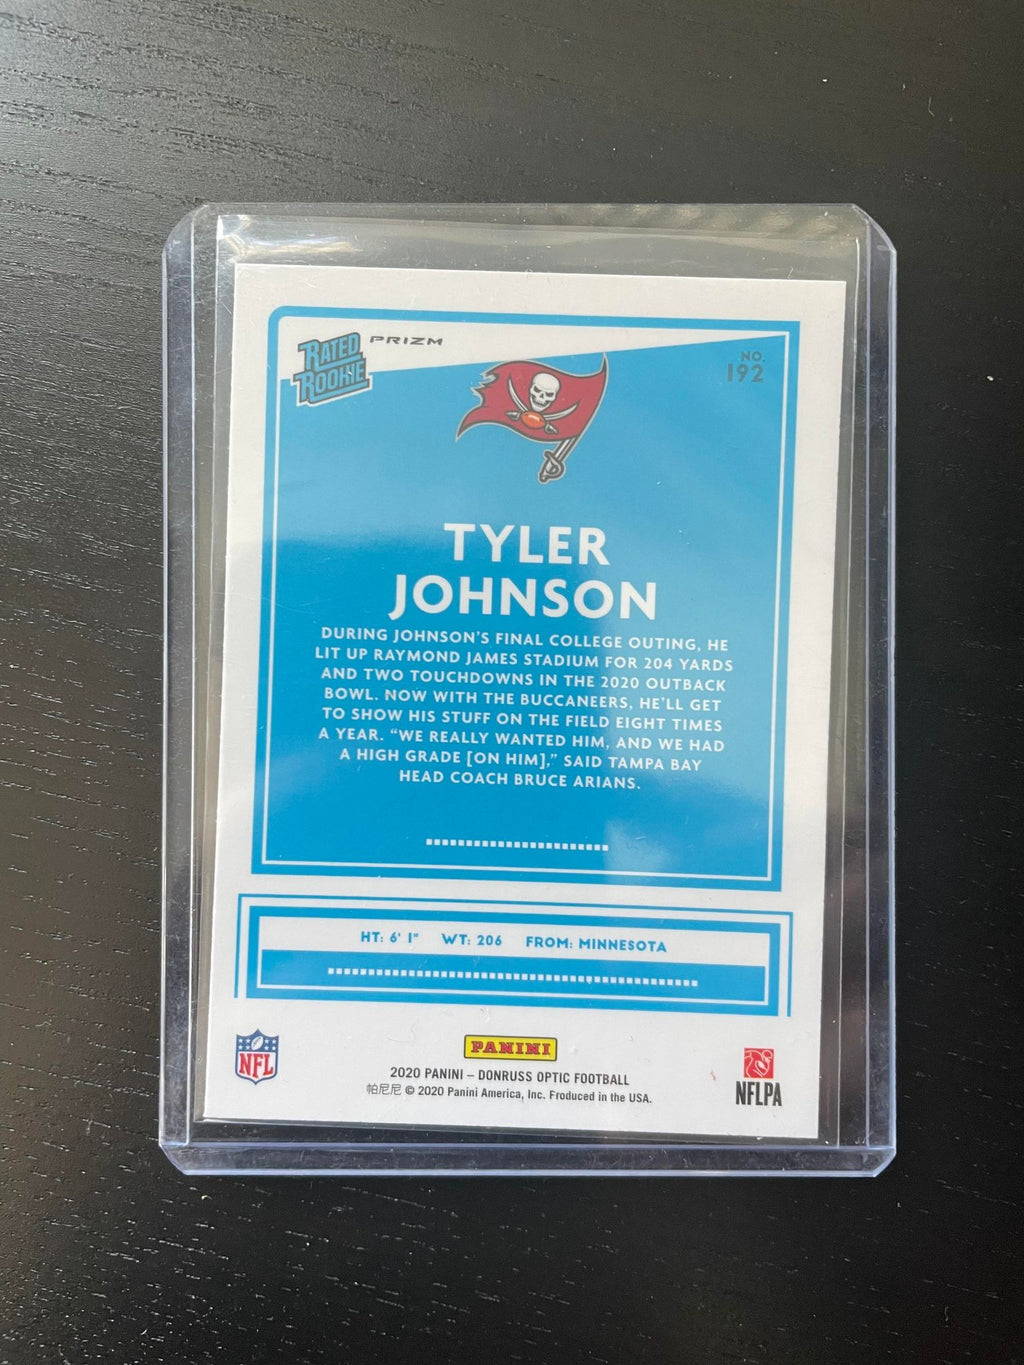 RATED
ROOKIE
PRIZM
NO.
192
TYLER
JOHNSON
DURING JOHNSON'S FINAL COLLEGE OUTING, HE
LIT UP RAYMOND JAMES STADIUM FOR 204 YARDS
AND TWO TOUCHDOWNS IN THE 2020 OUTBACK
BOWL. NOW WITH THE BUCCANEERS, HE'LL GET
TO SHOW HIS STUFF ON THE FIELD EIGHT TIMES
A YEAR. “WE REALLY WANTED HIM, AND WE HAD
A HIGH GRADE [ON HIM],” SAID TAMPA BAY
HEAD COACH BRUCE ARIANS.
HT: 6' 1" WT: 206 FROM: MINNESOTA
NFL
PANINI
2020 PANINI – DONRUSS OPTIC FOOTBALL
帕尼尼 © 2020 Panini America, Inc. Produced in the USA.
NFLPA